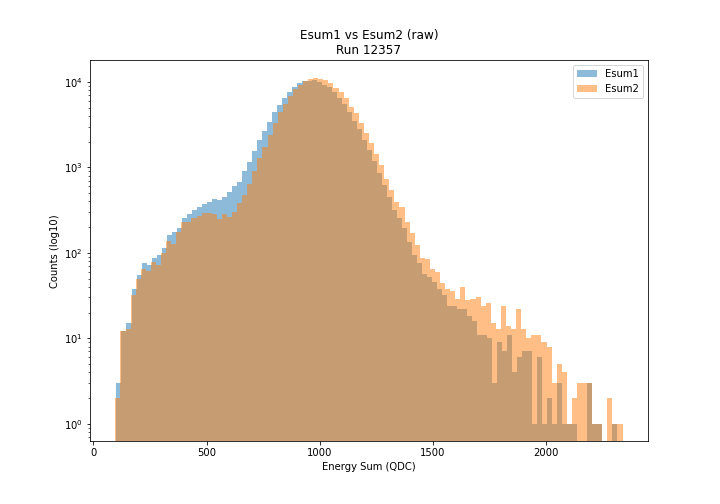 Esum1 vs Esum2 (raw)
Run 12357
Esum1
Esum2
Counts (log10)
10⁴
10³
10²
10¹
10⁰
0
500
1000
1500
2000
Energy Sum (QDC)